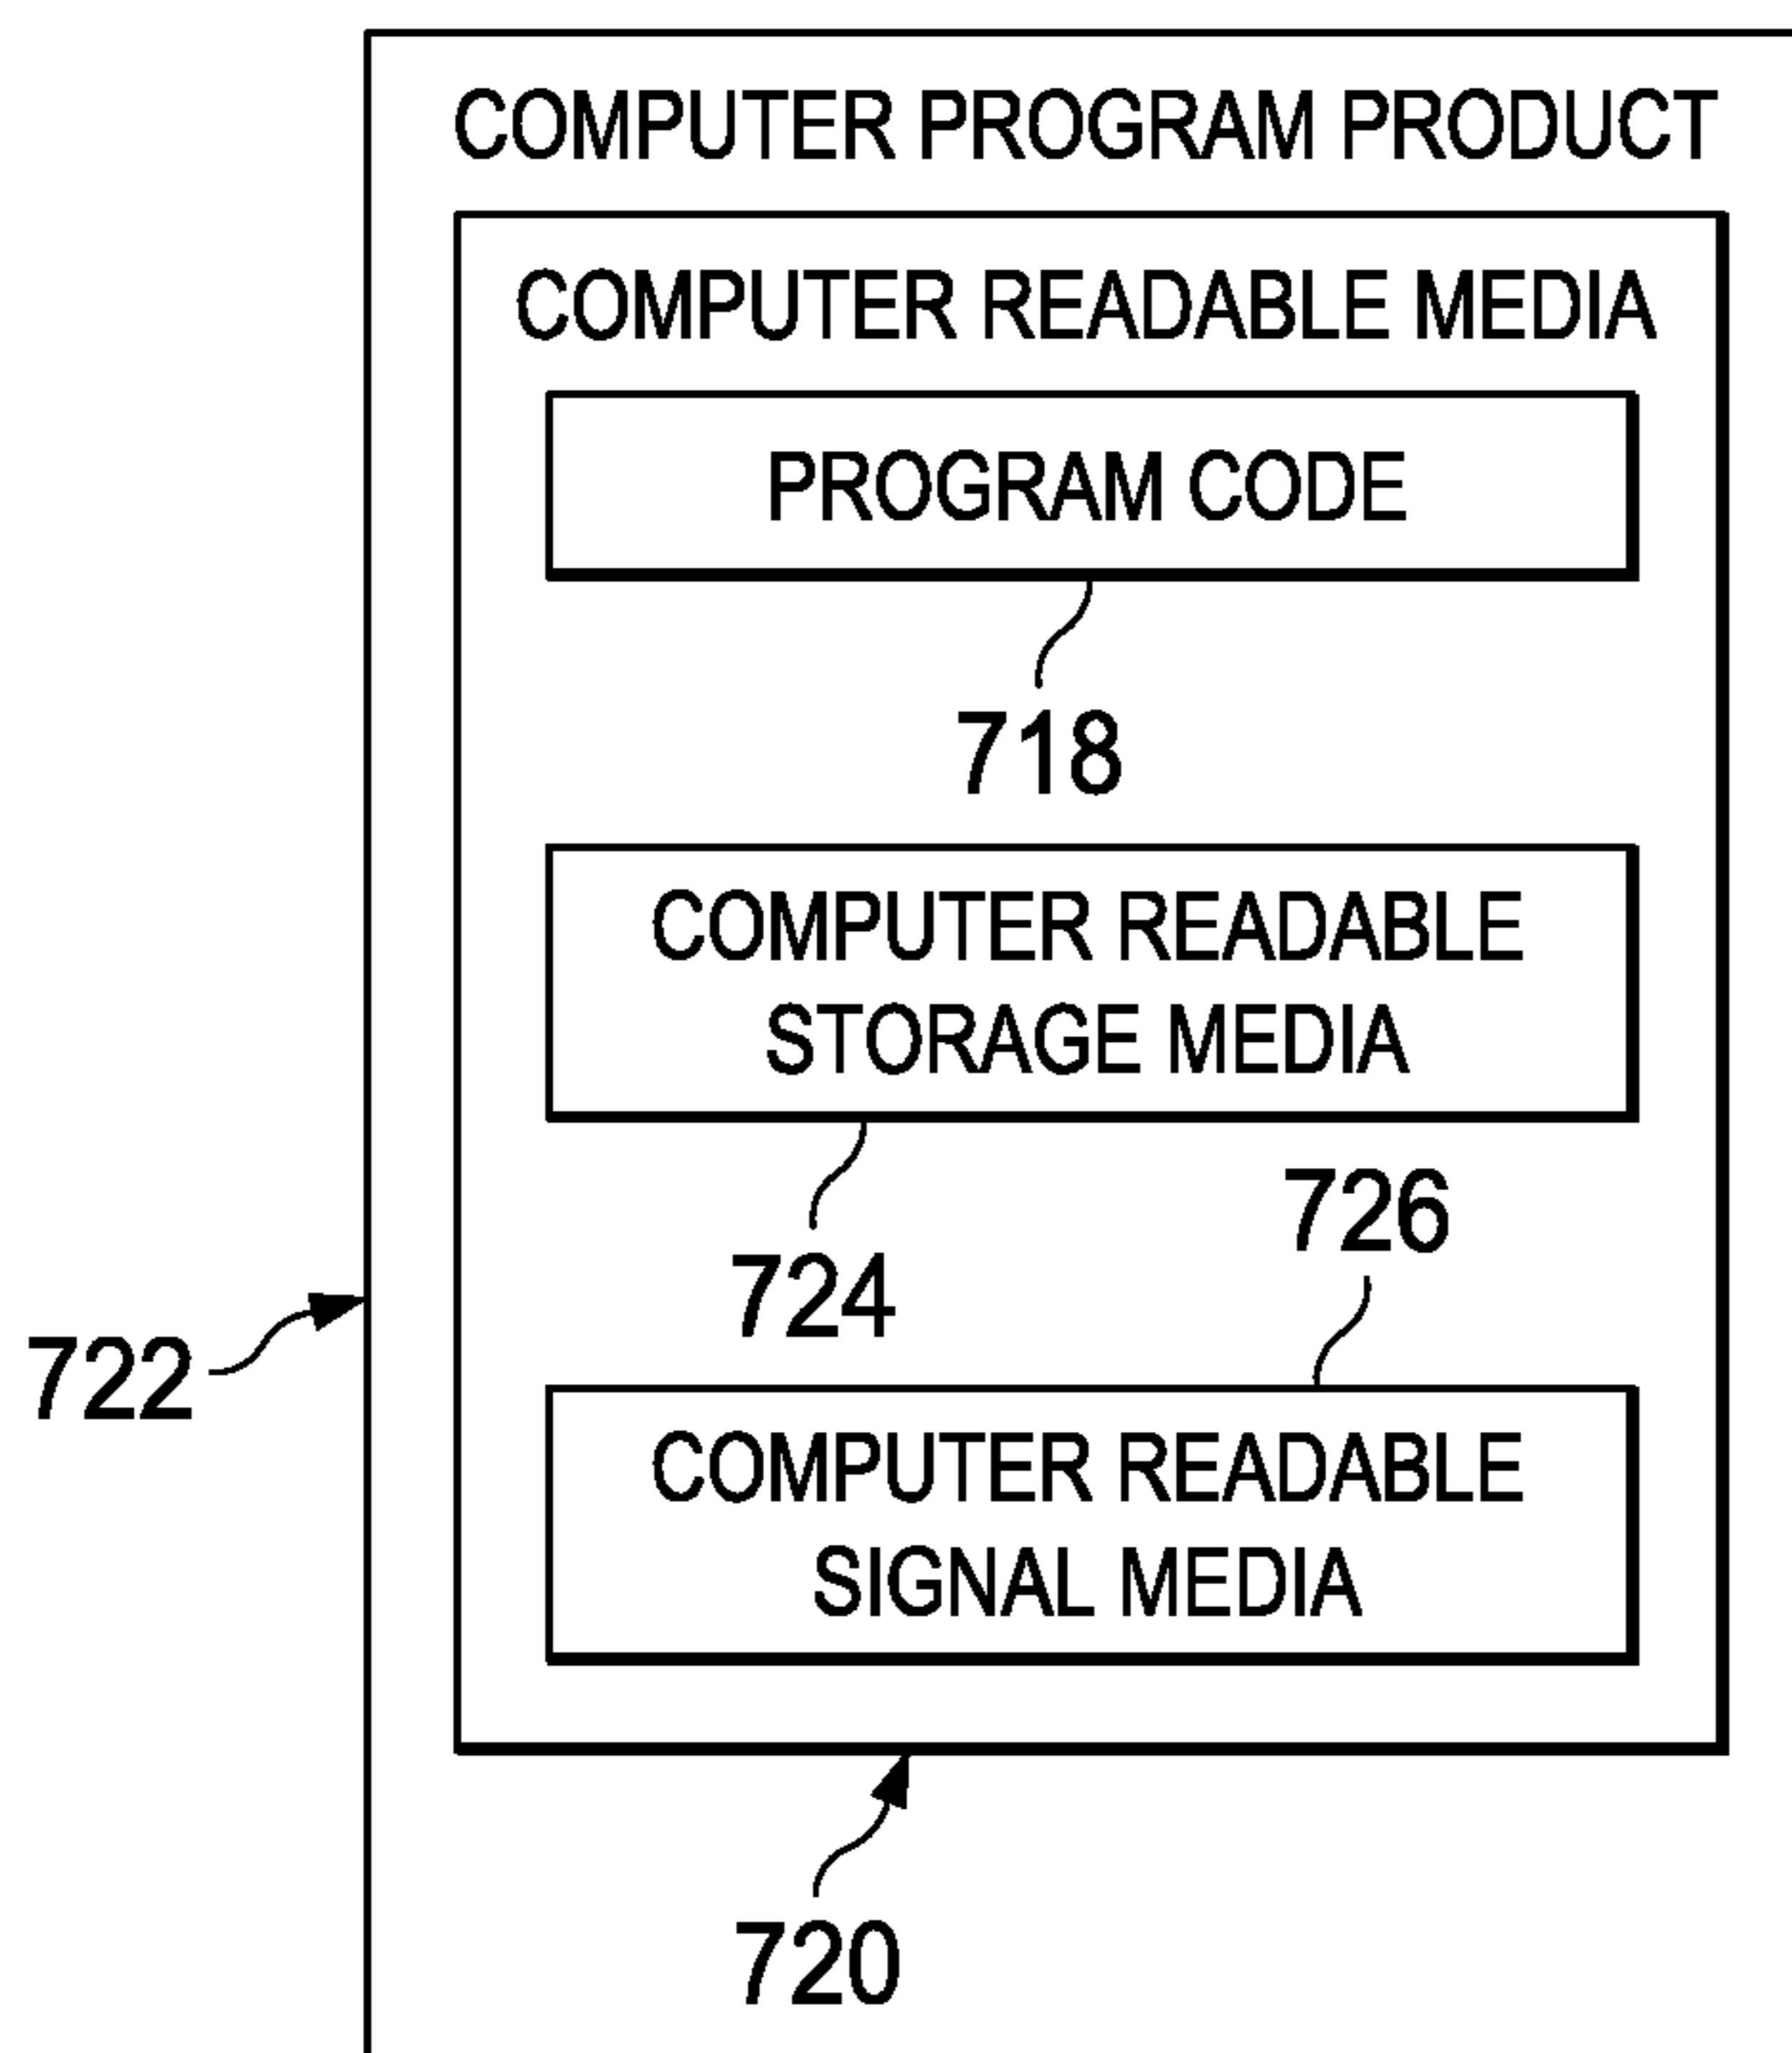 COMPUTER PROGRAM PRODUCT
COMPUTER READABLE MEDIA
PROGRAM CODE
718
COMPUTER READABLE
STORAGE MEDIA
726
724
722
COMPUTER READABLE
SIGNAL MEDIA
720